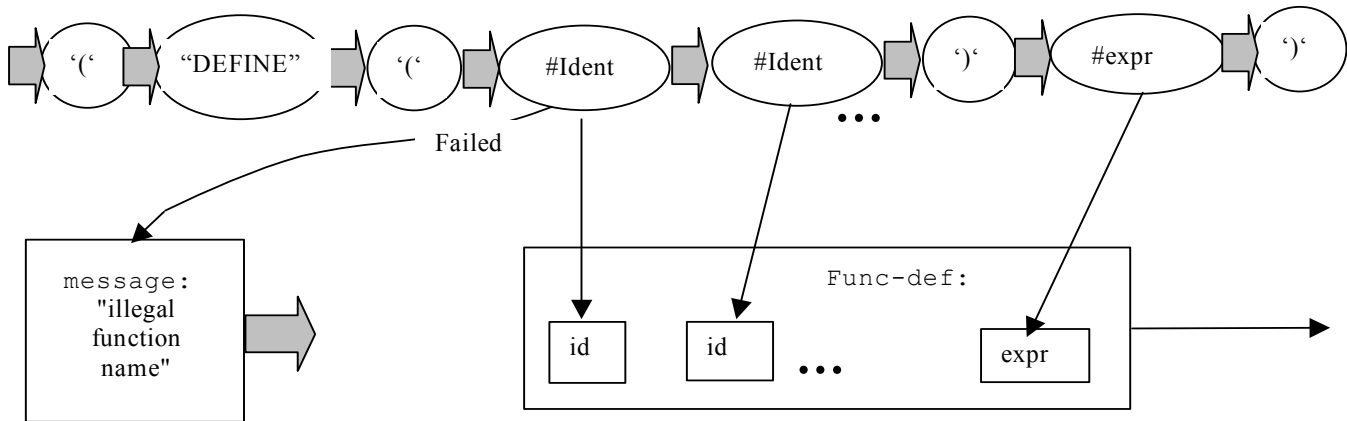 ‘(‘ “DEFINE” ‘(‘ #Ident #Ident ‘)’ #expr ‘)’
•••
Failed
message:
"illegal
function
name"
Func-def:
id id ••• expr